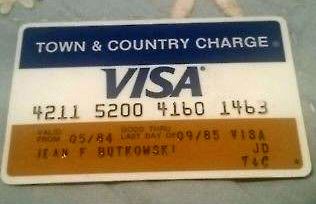 TOWN & COUNTRY CHARGE
VISA
4211 5200 4160 1463
VALID FROM 05/84 GOOD THRU LAST DAY OF 09/85 VISA
JEAN F BUTKOWSKI JD
T&C